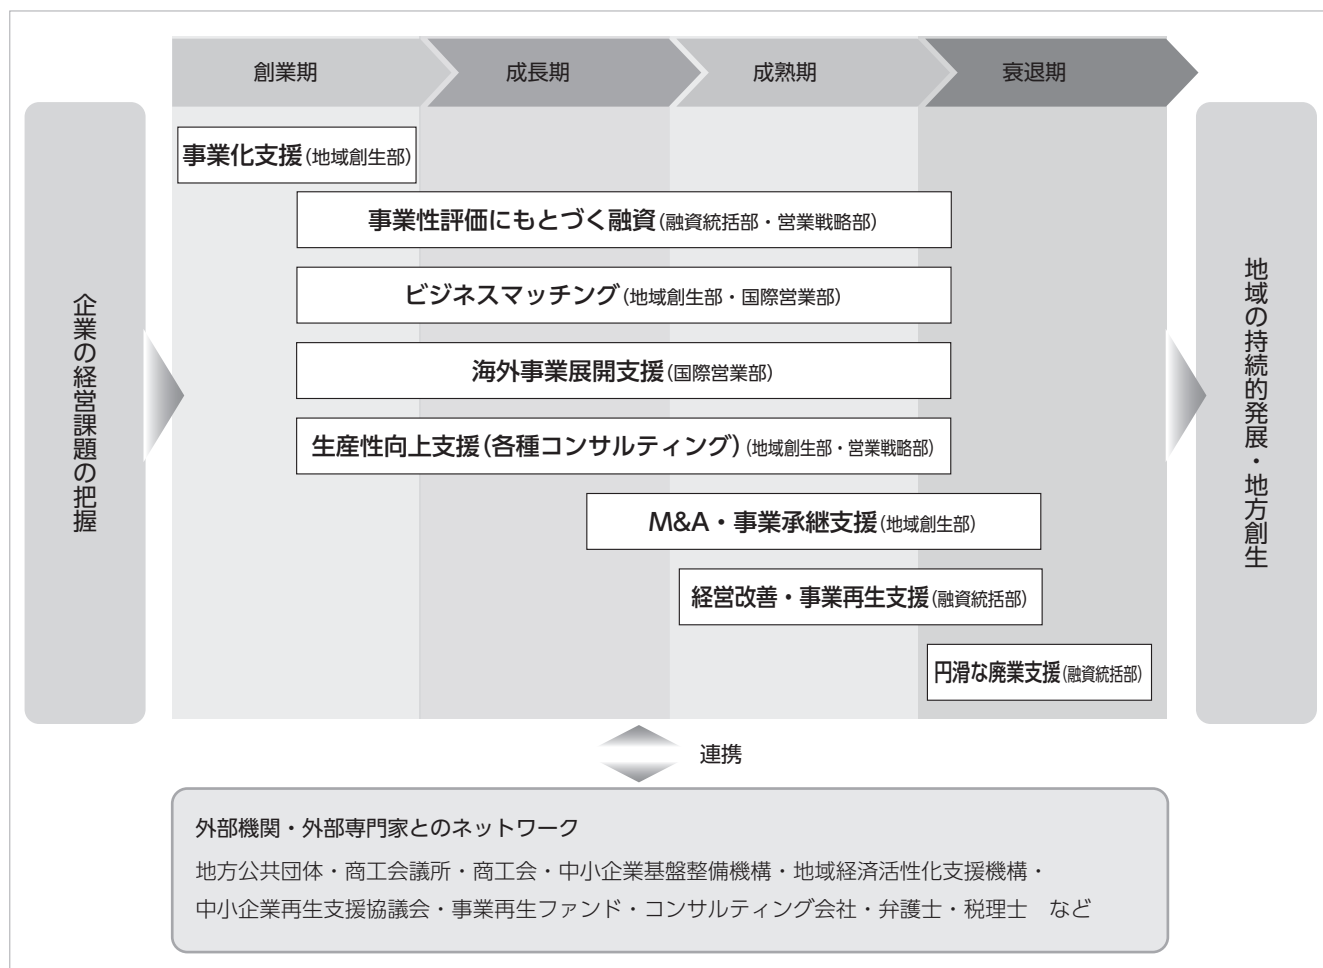 創業期
成長期
成熟期
衰退期
企業の経営課題の把握
事業化支援(地域創生部)
事業性評価にもとづく融資(融資統括部・営業戦略部)
ビジネスマッチング(地域創生部・国際営業部)
海外事業展開支援(国際営業部)
生産性向上支援(各種コンサルティング)(地域創生部・営業戦略部)
M&A・事業承継支援(地域創生部)
経営改善・事業再生支援(融資統括部)
円滑な廃業支援(融資統括部)
地域の持続的発展・地方創生
連携
外部機関・外部専門家とのネットワーク
地方公共団体・商工会議所・商工会・中小企業基盤整備機構・地域経済活性化支援機構・
中小企業再生支援協議会・事業再生ファンド・コンサルティング会社・弁護士・税理士　など